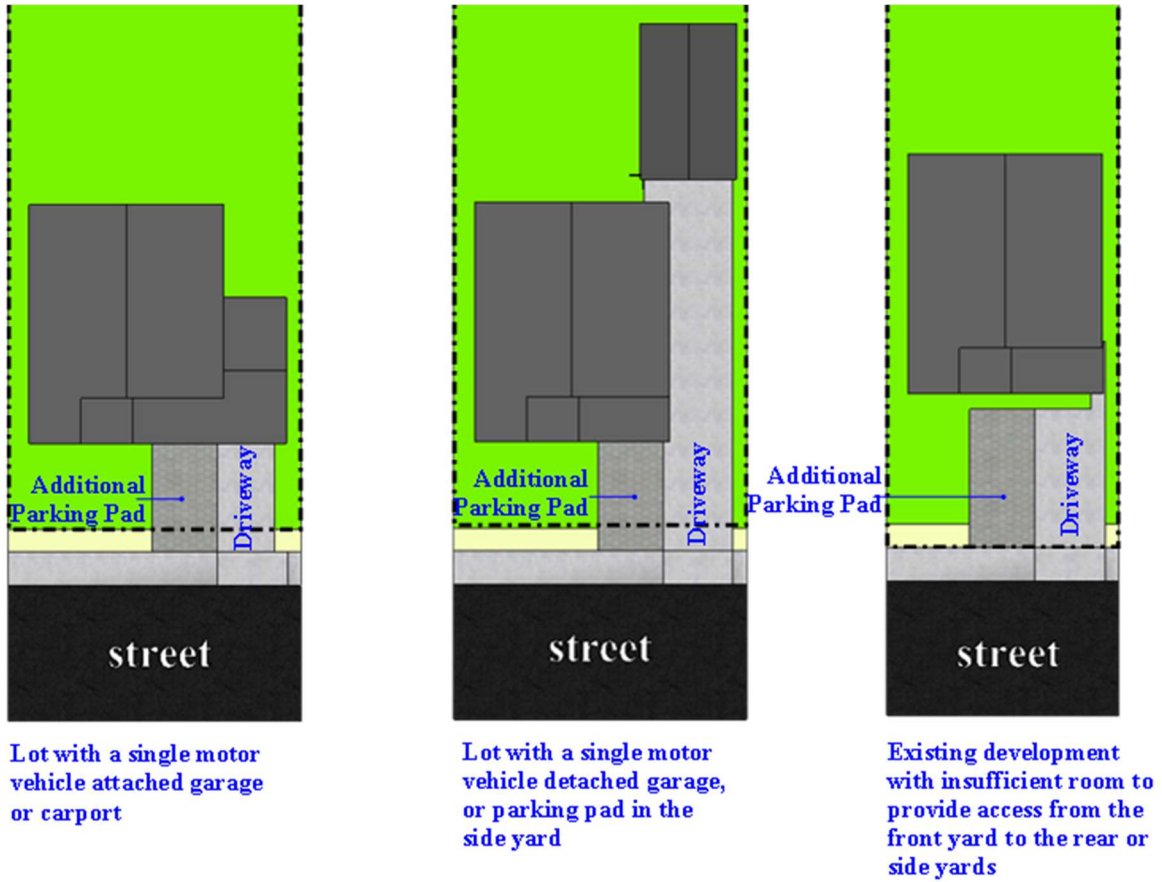 Additional
Parking Pad
Driveway
street
Lot with a single motor
vehicle attached garage
or carport
Additional
Parking Pad
Driveway
street
Lot with a single motor
vehicle detached garage,
or parking pad in the
side yard
Additional
Parking Pad
Driveway
street
Existing development
with insufficient room to
provide access from the
front yard to the rear or
side yards